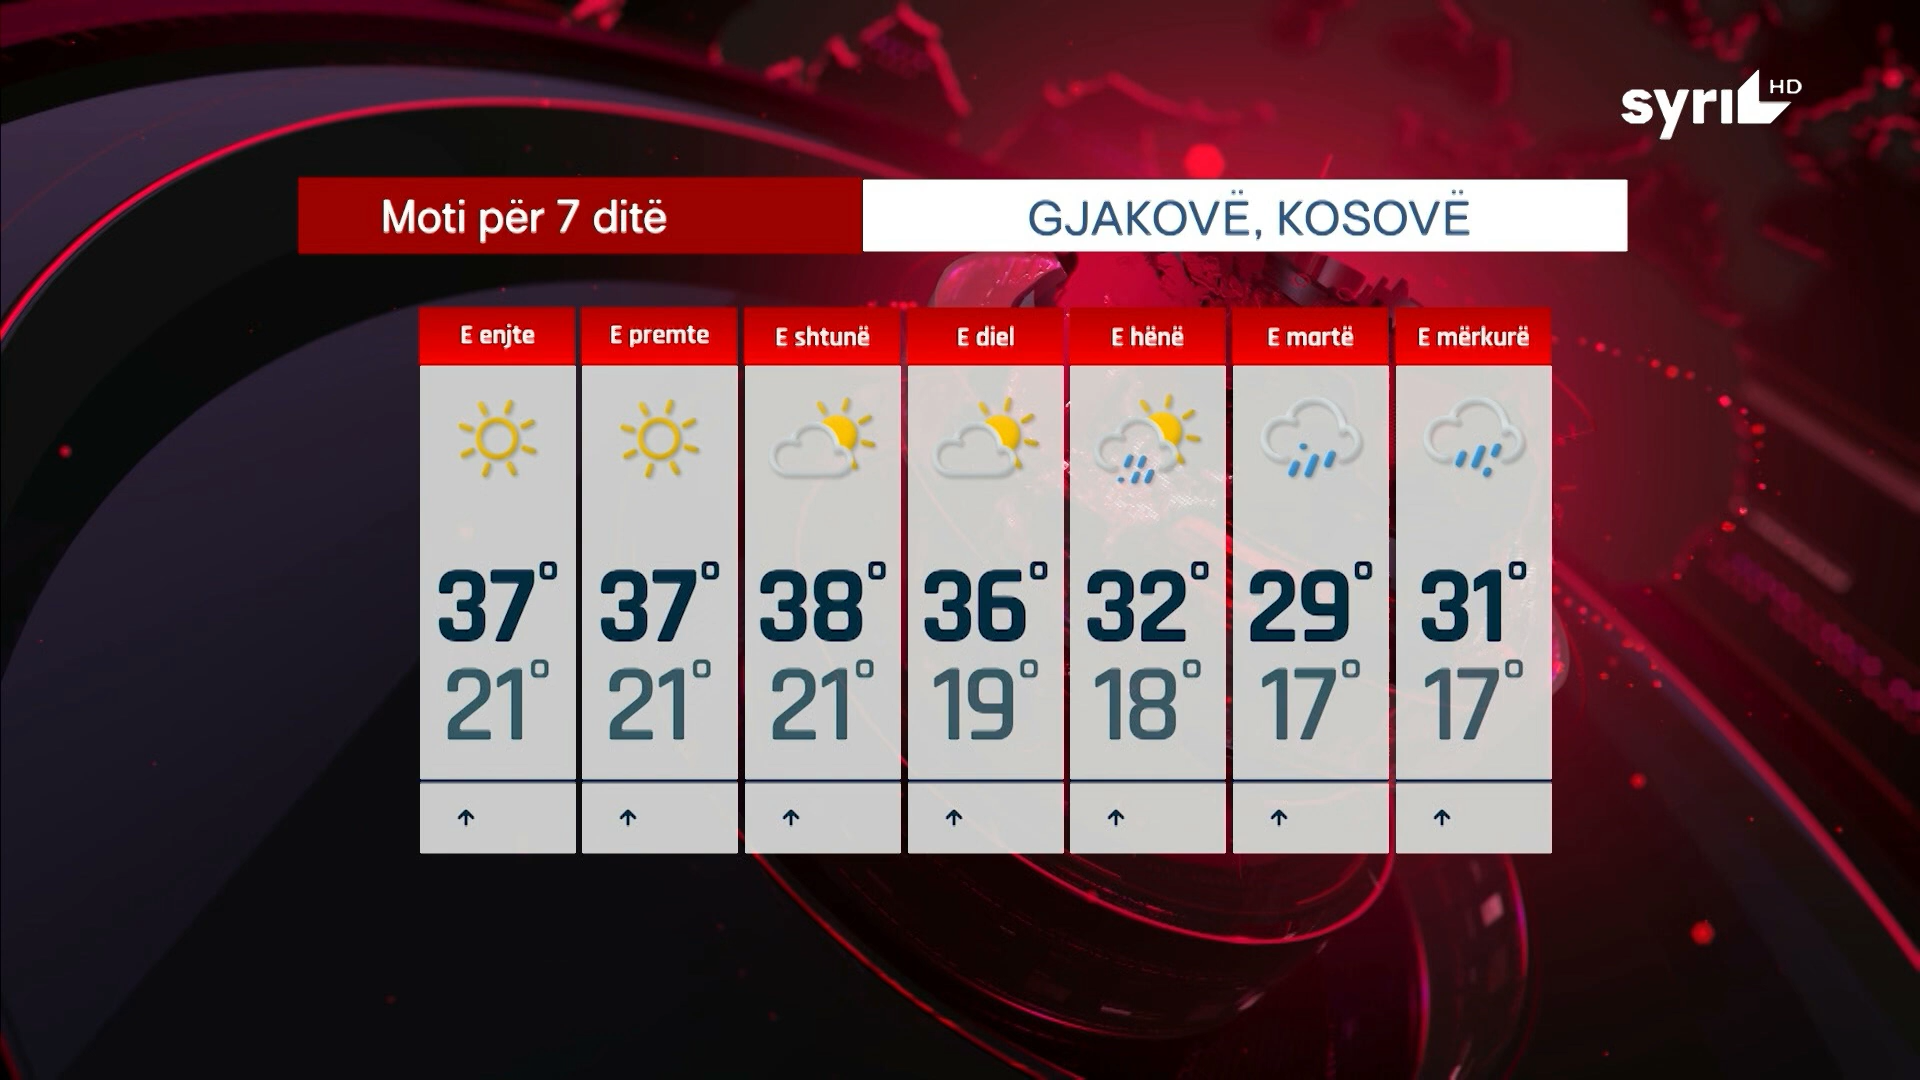 syri HD
Moti për 7 ditë
GJAKOVË, KOSOVË
E enjte E premte E shtunë E diel E hënë E martë E mërkurë
37° 37° 38° 36° 32° 29° 31°
21° 21° 21° 19° 18° 17° 17°